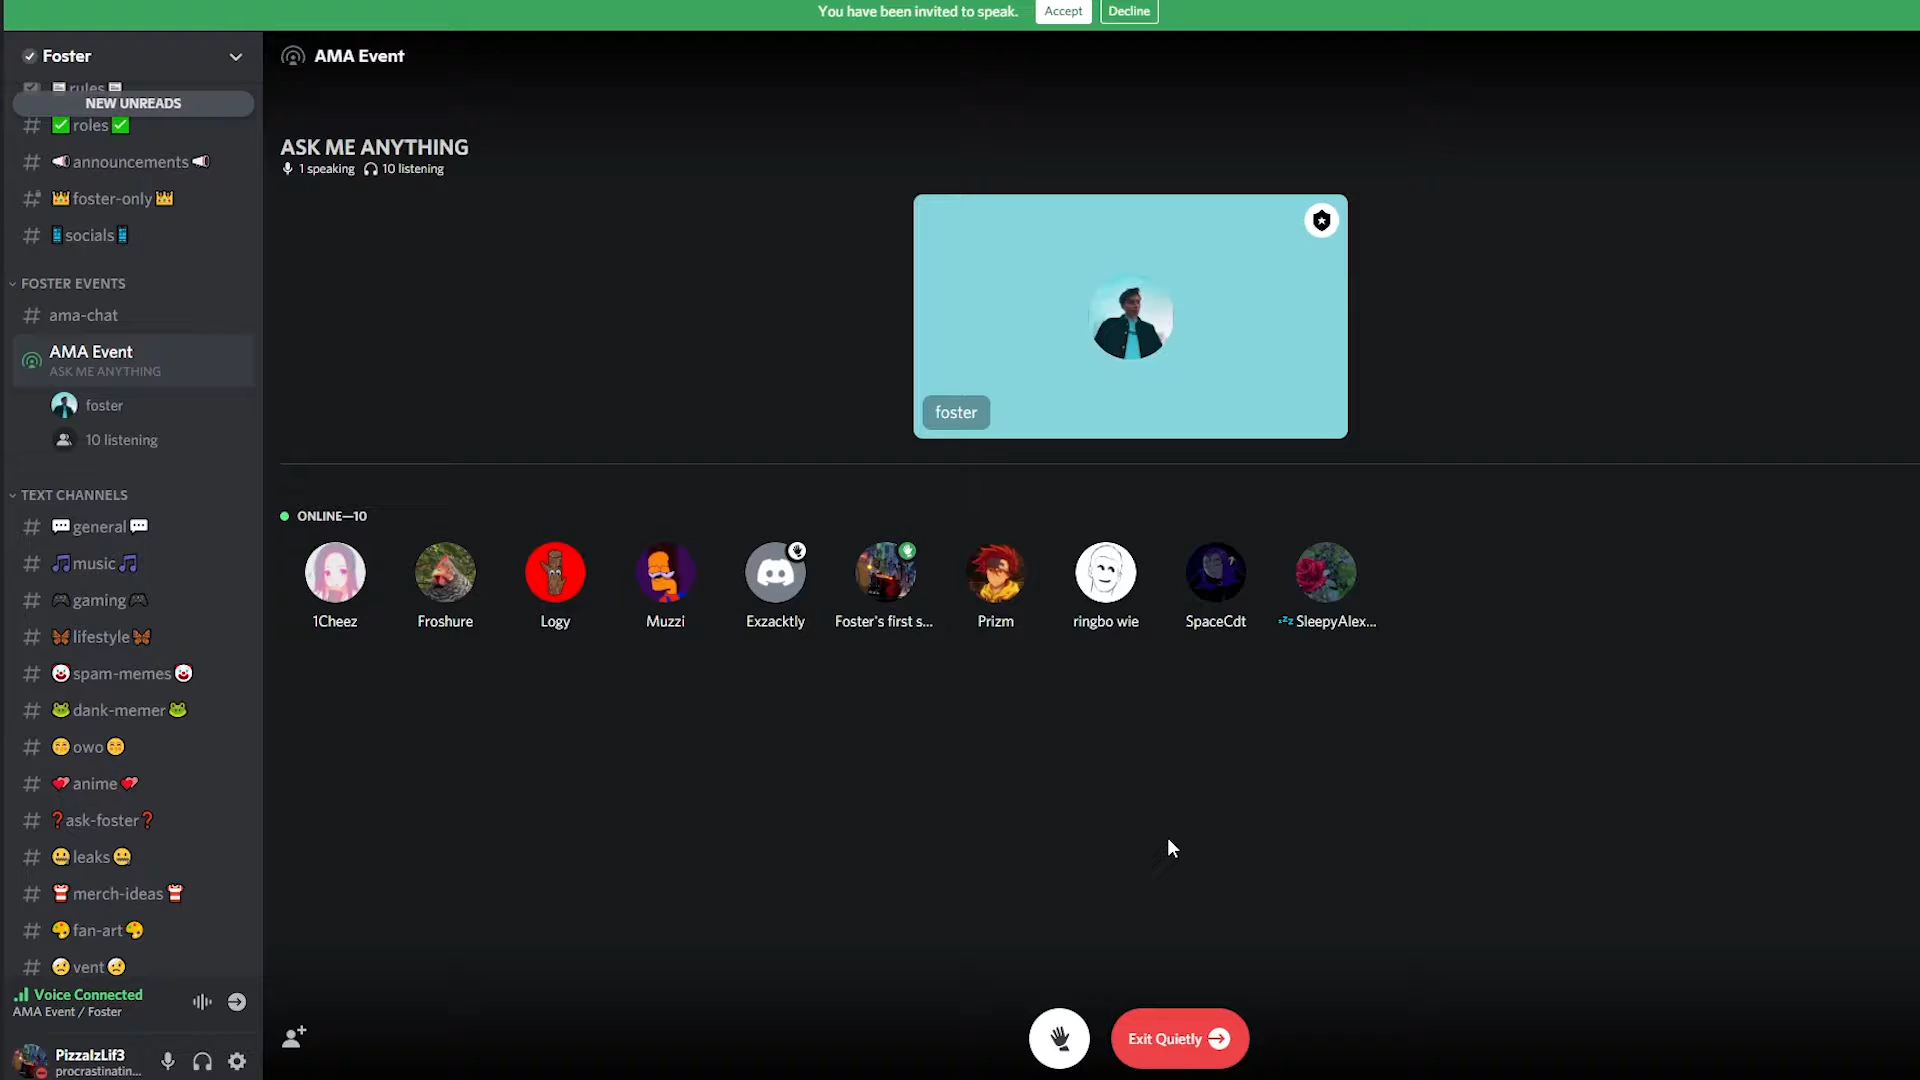 You have been invited to speak. Accept Decline
Foster
rules
NEW UNREADS
roles
announcements
foster-only
socials
FOSTER EVENTS
ama-chat
AMA Event
ASK ME ANYTHING
foster
10 listening
TEXT CHANNELS
general
music
gaming
lifestyle
spam-memes
dank-memer
owo
anime
ask-foster
leaks
merch-ideas
fan-art
vent
Voice Connected
AMA Event / Foster
PizzaIzLif3
procrastinatin...
AMA Event
ASK ME ANYTHING
1 speaking 10 listening
foster
ONLINE—10
1Cheez Froshure Logy Muzzi Exzacktly Foster's first s... Prizm ringbo wie SpaceCdt SleepyAlex...
Exit Quietly